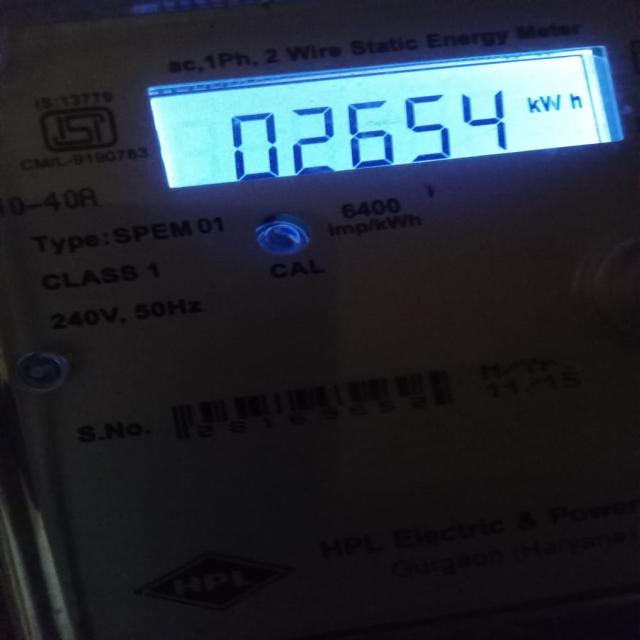 ac,1Ph, 2 Wire Static Energy Meter
IS:13779
02654 kW h
CM/L-9190783
10-40A
6400
Imp/kWh
Type:SPEM 01
CLASS 1
CAL
240V, 50Hz
S.No.
M/Yr.
11/15
HPL Electric & Power
Gurgaon (Haryana)
HPL